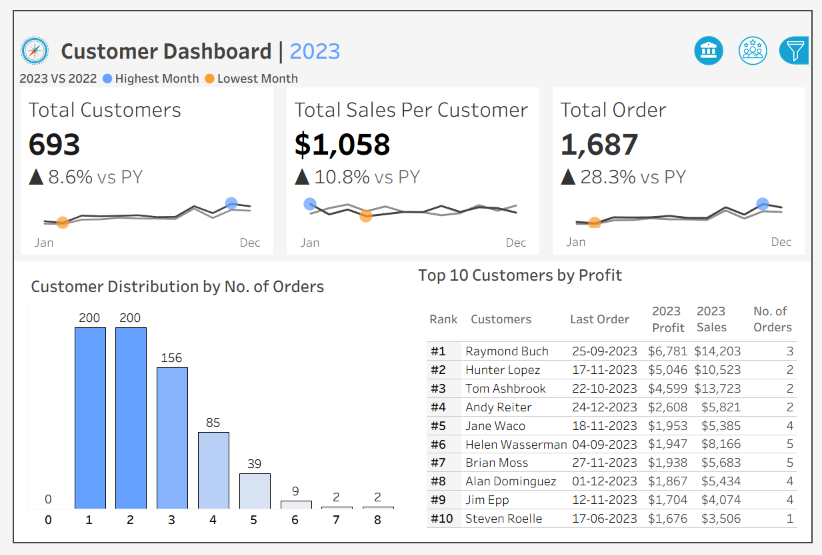 Customer Dashboard | 2023
2023 VS 2022 Highest Month Lowest Month
Total Customers
693
▲ 8.6% vs PY
Jan Dec
Total Sales Per Customer
$1,058
▲ 10.8% vs PY
Jan Dec
Total Order
1,687
▲ 28.3% vs PY
Jan Dec
Customer Distribution by No. of Orders
200 200
156
85
39
9
2 2
0
0 1 2 3 4 5 6 7 8
Top 10 Customers by Profit
Rank Customers Last Order 2023 Profit 2023 Sales No. of Orders
#1 Raymond Buch 25-09-2023 $6,781 $14,203 3
#2 Hunter Lopez 17-11-2023 $5,046 $10,523 2
#3 Tom Ashbrook 22-10-2023 $4,599 $13,723 2
#4 Andy Reiter 24-12-2023 $2,608 $5,821 2
#5 Jane Waco 18-11-2023 $1,953 $5,385 4
#6 Helen Wasserman 04-09-2023 $1,947 $8,166 5
#7 Brian Moss 27-11-2023 $1,938 $5,683 5
#8 Alan Dominguez 01-12-2023 $1,867 $5,434 4
#9 Jim Epp 12-11-2023 $1,704 $4,074 4
#10 Steven Roelle 17-06-2023 $1,676 $3,506 1